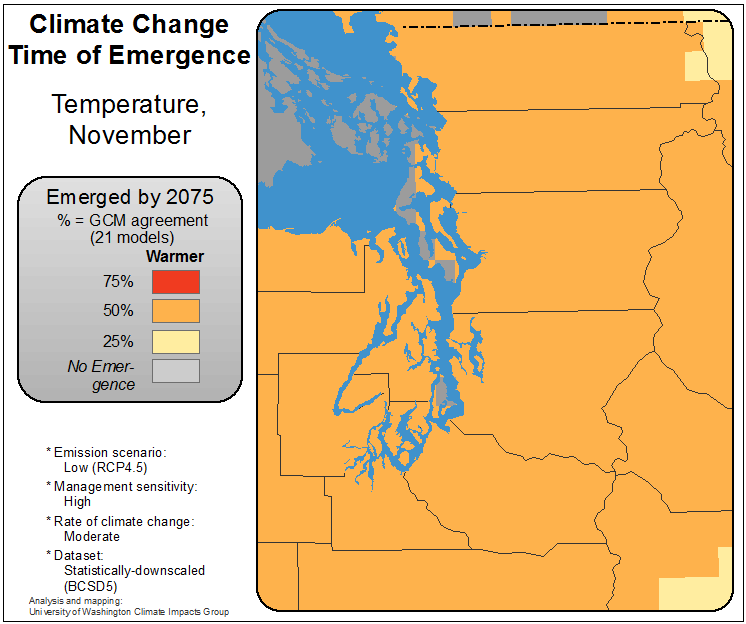 Climate Change
Time of Emergence
Temperature,
November
Emerged by 2075
% = GCM agreement
(21 models)
Warmer
75%
50%
25%
No Emer-
gence
* Emission scenario:
Low (RCP4.5)
* Management sensitivity:
High
* Rate of climate change:
Moderate
* Dataset:
Statistically-downscaled
(BCSD5)
Analysis and mapping:
University of Washington Climate Impacts Group